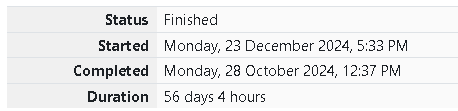 Status Finished
Started Monday, 23 December 2024, 5:33 PM
Completed Monday, 28 October 2024, 12:37 PM
Duration 56 days 4 hours